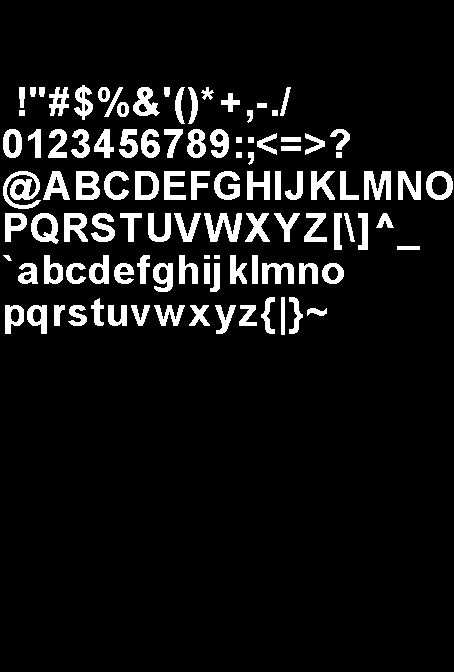 !"#$%&'()*+,-./
0123456789:;<=>?
@ABCDEFGHIJKLMNO
PQRSTUVWXYZ[\]^_
`abcdefghijklmno
pqrstuvwxyz{|}~